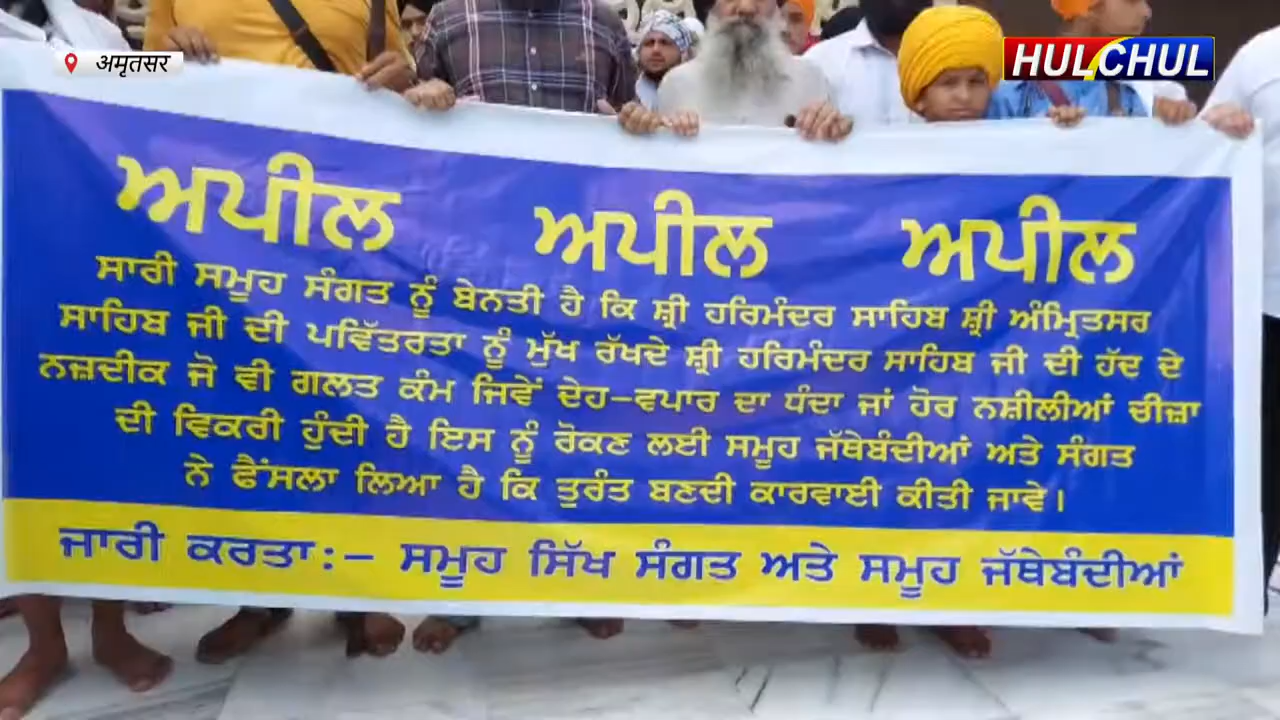 अमृतसर
HULCHUL
ਅਪੀਲ ਅਪੀਲ ਅਪੀਲ
ਸਾਰੀ ਸਮੂਹ ਸੰਗਤ ਨੂੰ ਬੇਨਤੀ ਹੈ ਕਿ ਸ਼੍ਰੀ ਹਰਿਮੰਦਰ ਸਾਹਿਬ ਸ਼੍ਰੀ ਅੰਮ੍ਰਿਤਸਰ
ਸਾਹਿਬ ਜੀ ਦੀ ਪਵਿੱਤਰਤਾ ਨੂੰ ਮੁੱਖ ਰੱਖਦੇ ਸ਼੍ਰੀ ਹਰਿਮੰਦਰ ਸਾਹਿਬ ਜੀ ਦੀ ਹੱਦ ਦੇ
ਨਜ਼ਦੀਕ ਜੋ ਵੀ ਗਲਤ ਕੰਮ ਜਿਵੇਂ ਦੇਹ-ਵਪਾਰ ਦਾ ਧੰਦਾ ਜਾਂ ਹੋਰ ਨਸ਼ੀਲੀਆਂ ਚੀਜ਼ਾ
ਦੀ ਵਿਕਰੀ ਹੁੰਦੀ ਹੈ ਇਸ ਨੂੰ ਰੋਕਣ ਲਈ ਸਮੂਹ ਜੱਥੇਬੰਦੀਆਂ ਅਤੇ ਸੰਗਤ
ਨੇ ਫੈਂਸਲਾ ਲਿਆ ਹੈ ਕਿ ਤੁਰੰਤ ਬਣਦੀ ਕਾਰਵਾਈ ਕੀਤੀ ਜਾਵੇ।
ਜਾਰੀ ਕਰਤਾ:- ਸਮੂਹ ਸਿੱਖ ਸੰਗਤ ਅਤੇ ਸਮੂਹ ਜੱਥੇਬੰਦੀਆਂ